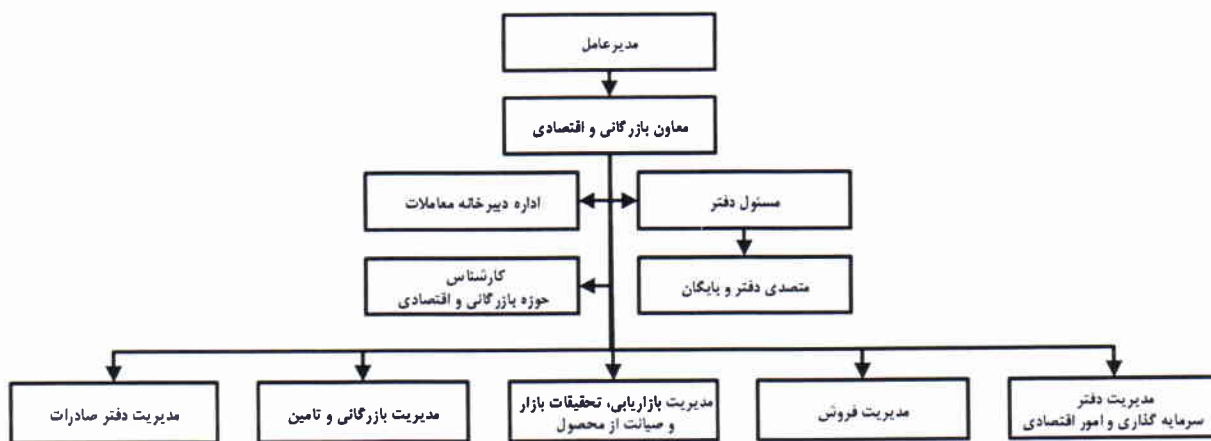 مدیرعامل
معاون بازرگانی و اقتصادی
مسئول دفتر
اداره دبیرخانه معاملات
متصدی دفتر و بایگان
کارشناس
حوزه بازرگانی و اقتصادی
مدیریت دفتر
سرمایه گذاری و امور اقتصادی
مدیریت فروش
مدیریت بازاریابی، تحقیقات بازار
و صیانت از محصول
مدیریت بازرگانی و تامین
مدیریت دفتر صادرات